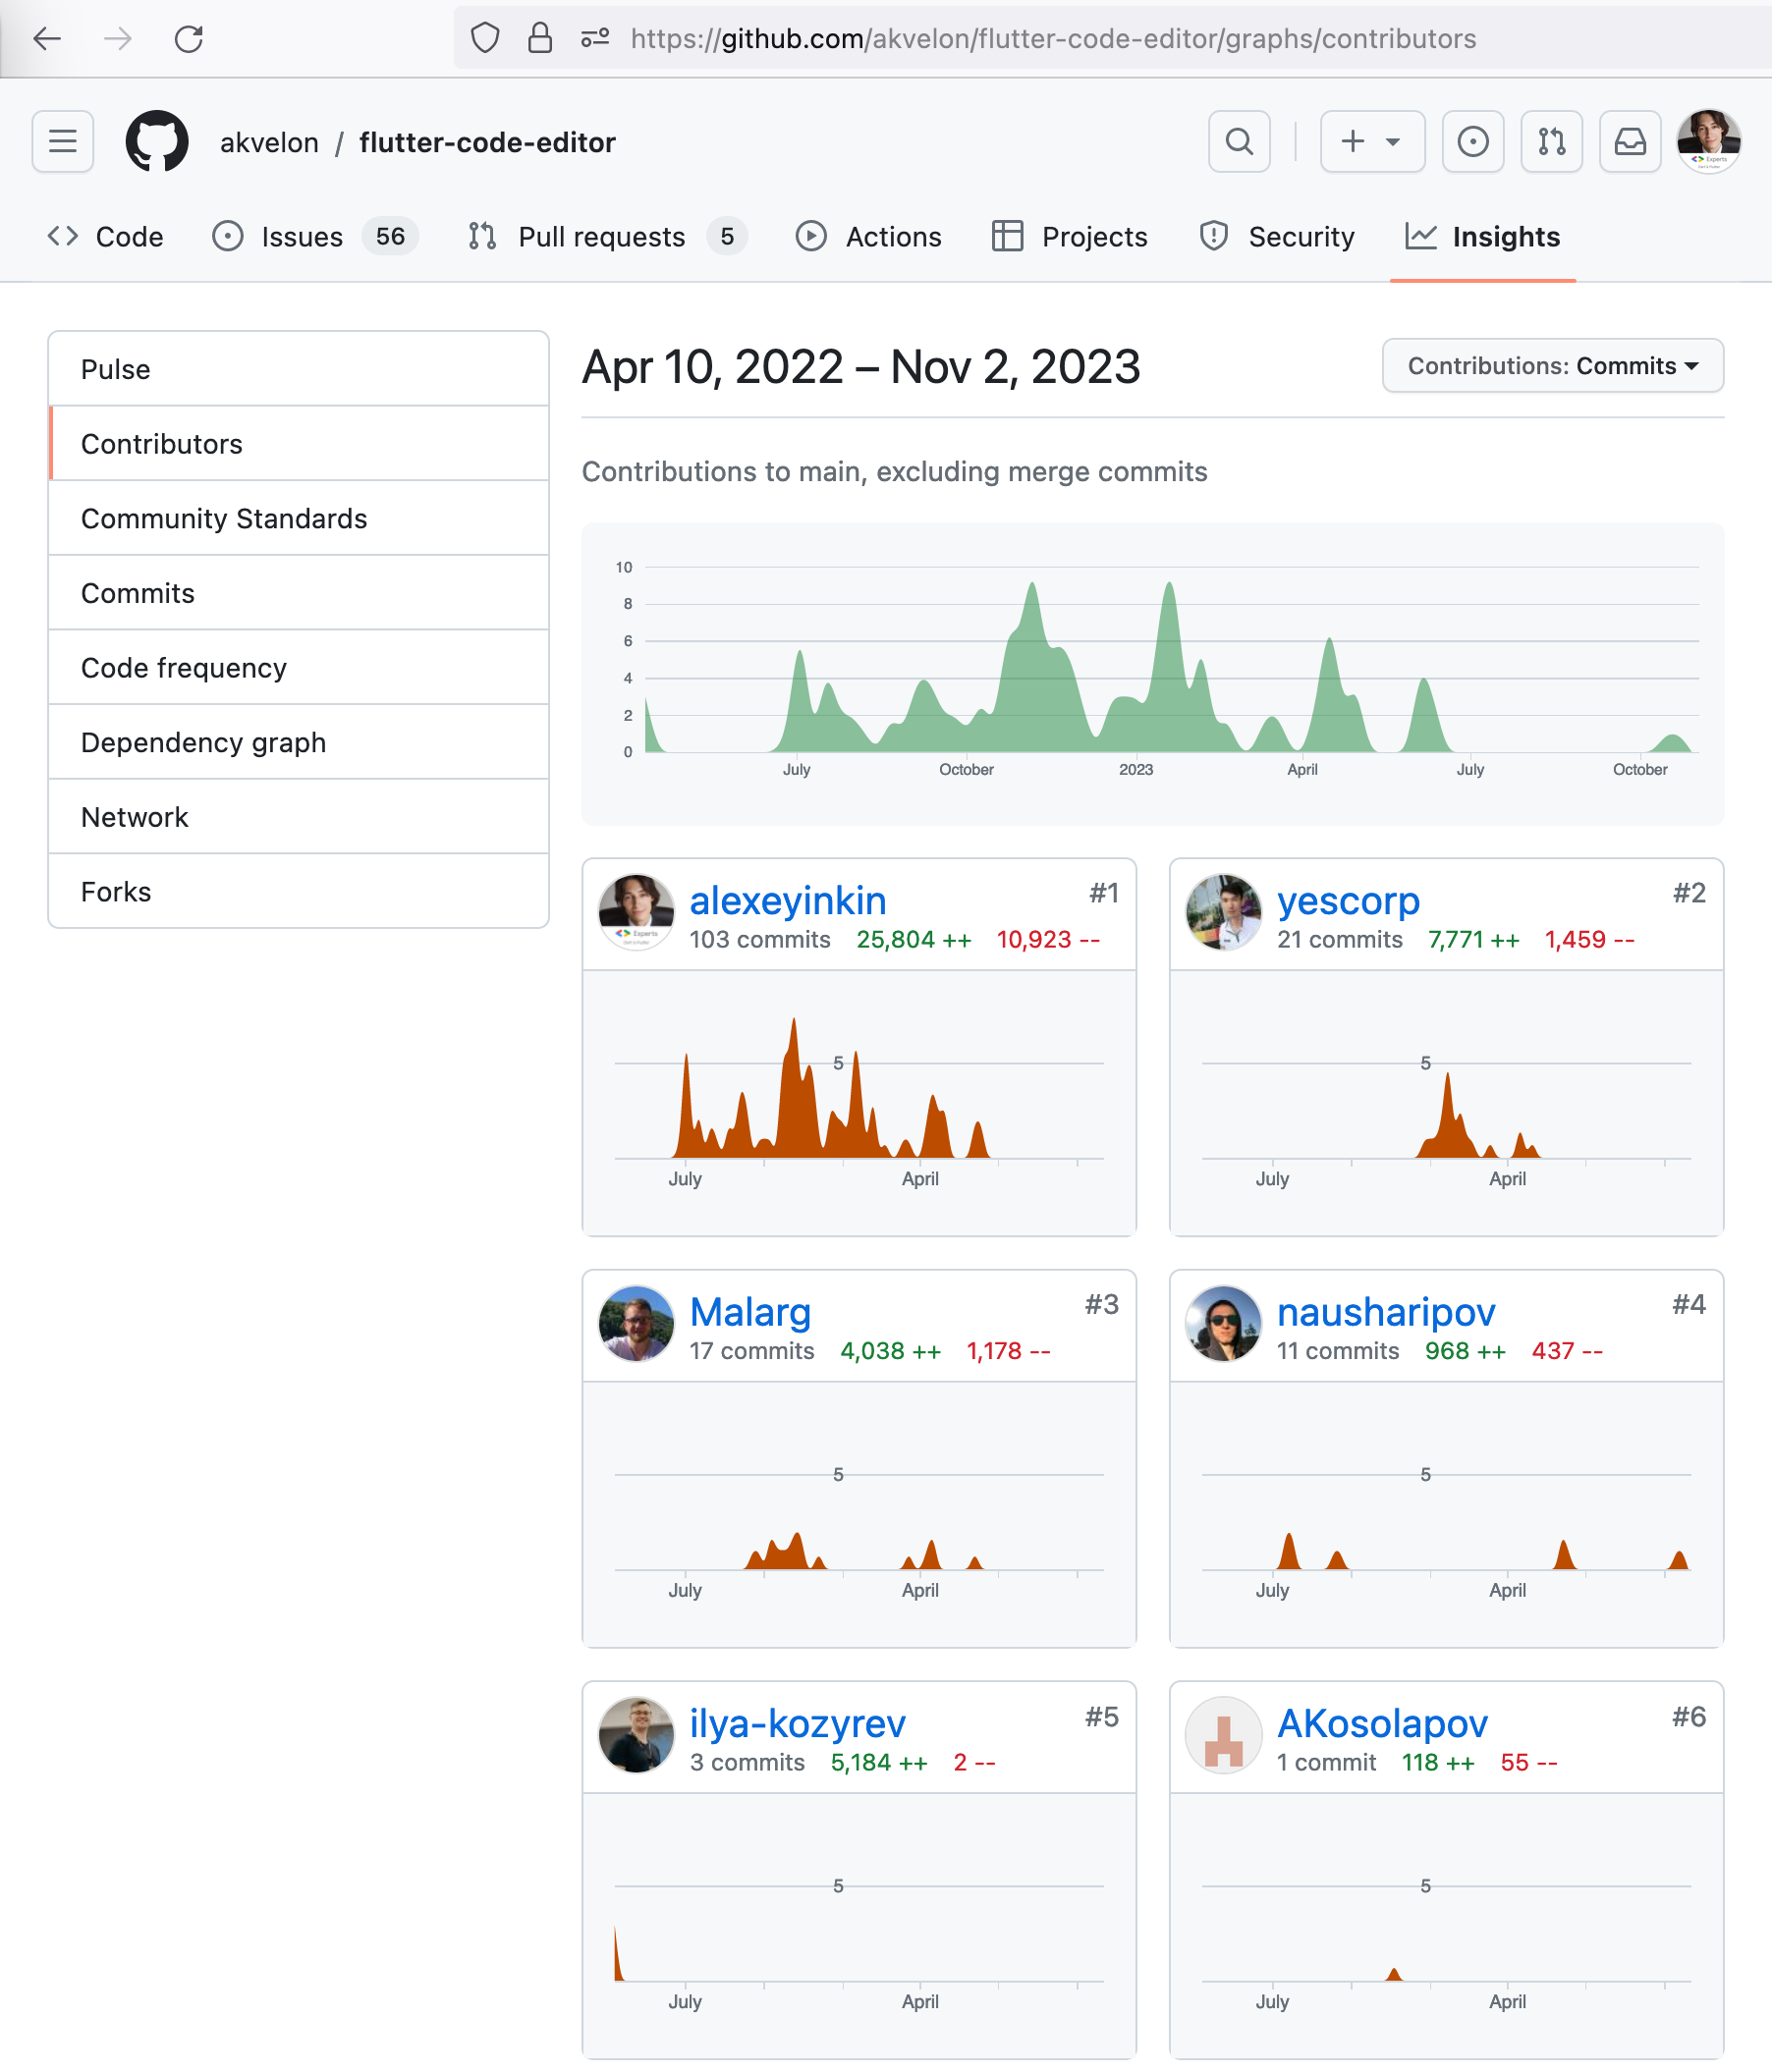 https://github.com/akvelon/flutter-code-editor/graphs/contributors
akvelon / flutter-code-editor
Code Issues 56 Pull requests 5 Actions Projects Security Insights
Pulse
Contributors
Community Standards
Commits
Code frequency
Dependency graph
Network
Forks
Apr 10, 2022 – Nov 2, 2023
Contributions: Commits
Contributions to main, excluding merge commits
10
8
6
4
2
0
July October 2023 April July October
alexeyinkin #1
103 commits 25,804 ++ 10,923 --
Experts
5
July April
yescorp #2
21 commits 7,771 ++ 1,459 --
5
July April
Malarg #3
17 commits 4,038 ++ 1,178 --
5
July April
nausharipov #4
11 commits 968 ++ 437 --
5
July April
ilya-kozyrev #5
3 commits 5,184 ++ 2 --
5
July April
AKosolapov #6
1 commit 118 ++ 55 --
5
July April